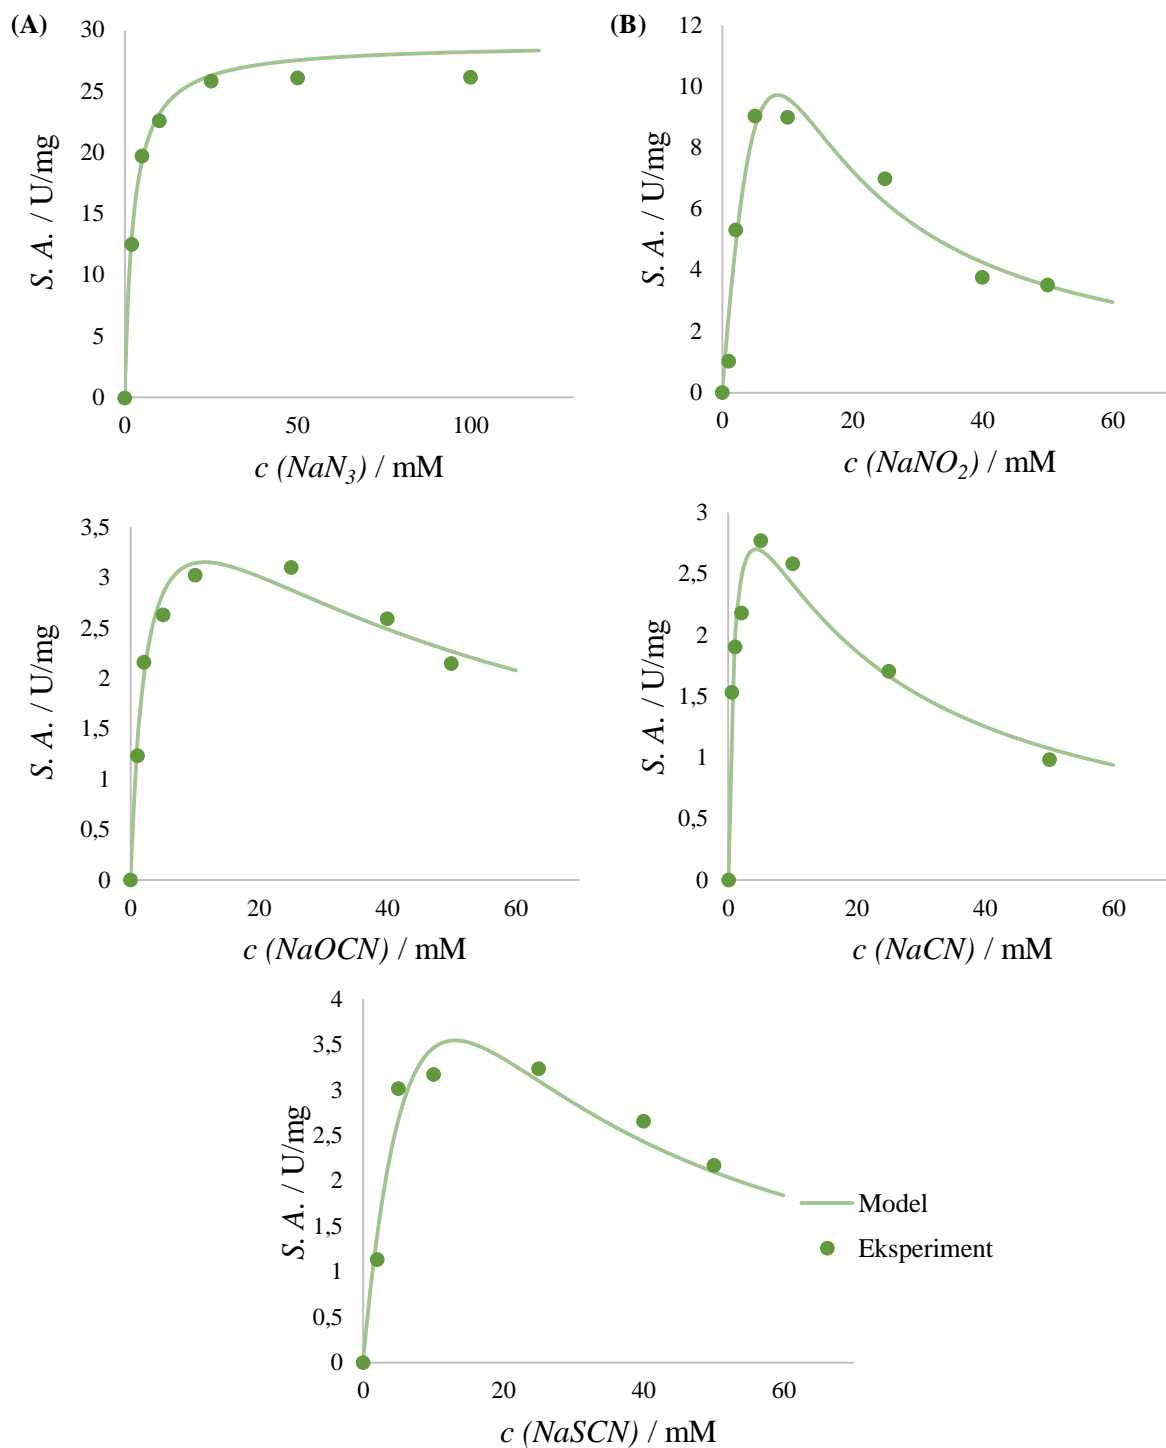 (A)
30
25
20
15
10
5
0
S. A. / U/mg
0 50 100
c (NaN3) / mM
(B)
12
10
8
6
4
2
0
S. A. / U/mg
0 20 40 60
c (NaNO2) / mM
3,5
3
2,5
2
1,5
1
0,5
0
S. A. / U/mg
0 20 40 60
c (NaOCN) / mM
3
2,5
2
1,5
1
0,5
0
S. A. / U/mg
0 20 40 60
c (NaCN) / mM
4
3,5
3
2,5
2
1,5
1
0,5
0
S. A. / U/mg
0 20 40 60
c (NaSCN) / mM
Model
Eksperiment